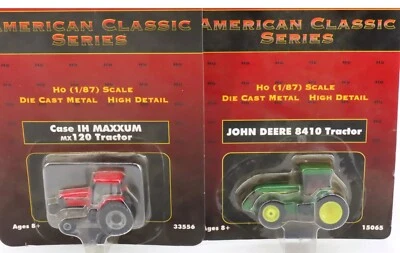 AMERICAN CLASSIC
SERIES
HO (1/87) SCALE
DIE CAST METAL HIGH DETAIL
Case IH MAXXUM
MX120 Tractor
Ages 8+
33556
AMERICAN CLASSIC
SERIES
HO (1/87) SCALE
DIE CAST METAL HIGH DETAIL
JOHN DEERE 8410 Tractor
Ages 8+
15065